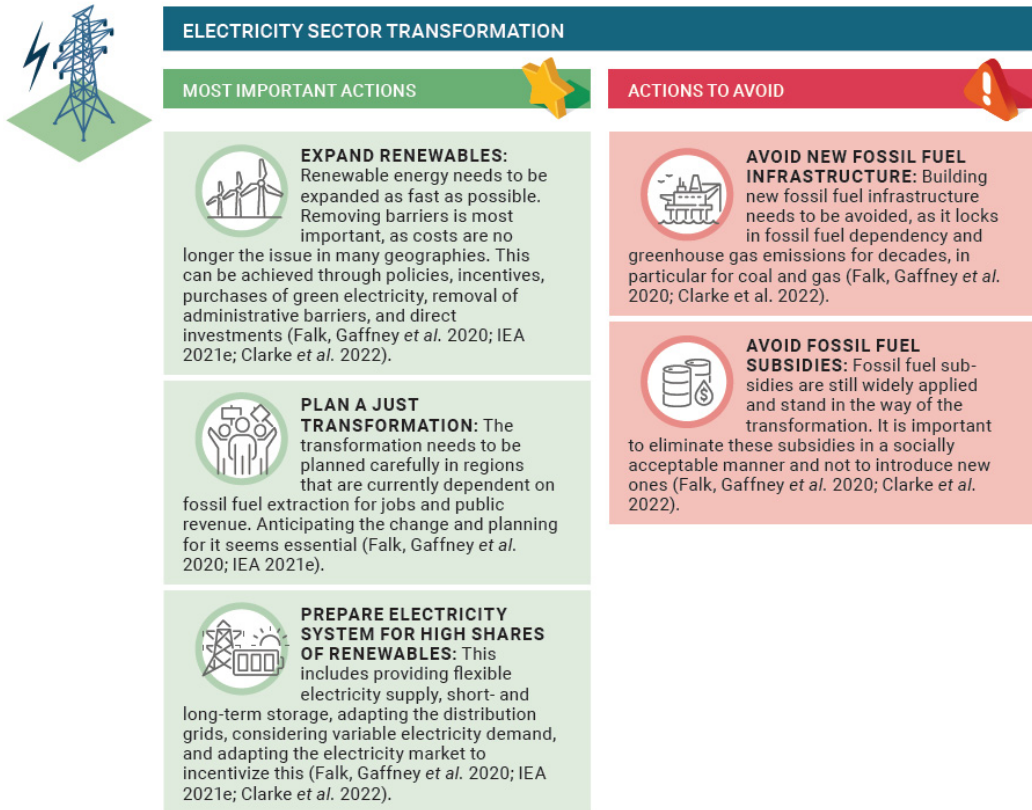 ELECTRICITY SECTOR TRANSFORMATION
MOST IMPORTANT ACTIONS
EXPAND RENEWABLES:
Renewable energy needs to be
expanded as fast as possible.
Removing barriers is most
important, as costs are no
longer the issue in many geographies. This
can be achieved through policies, incentives,
purchases of green electricity, removal of
administrative barriers, and direct
investments (Falk, Gaffney et al. 2020; IEA
2021e; Clarke et al. 2022).
PLAN A JUST
TRANSFORMATION: The
transformation needs to be
planned carefully in regions
that are currently dependent on
fossil fuel extraction for jobs and public
revenue. Anticipating the change and planning
for it seems essential (Falk, Gaffney et al.
2020; IEA 2021e).
PREPARE ELECTRICITY
SYSTEM FOR HIGH SHARES
OF RENEWABLES: This
includes providing flexible
electricity supply, short- and
long-term storage, adapting the distribution
grids, considering variable electricity demand,
and adapting the electricity market to
incentivize this (Falk, Gaffney et al. 2020; IEA
2021e; Clarke et al. 2022).
ACTIONS TO AVOID
AVOID NEW FOSSIL FUEL
INFRASTRUCTURE: Building
new fossil fuel infrastructure
needs to be avoided, as it locks
in fossil fuel dependency and
greenhouse gas emissions for decades, in
particular for coal and gas (Falk, Gaffney et al.
2020; Clarke et al. 2022).
AVOID FOSSIL FUEL
SUBSIDIES: Fossil fuel sub-
sidies are still widely applied
and stand in the way of the
transformation. It is important
to eliminate these subsidies in a socially
acceptable manner and not to introduce new
ones (Falk, Gaffney et al. 2020; Clarke et al.
2022).